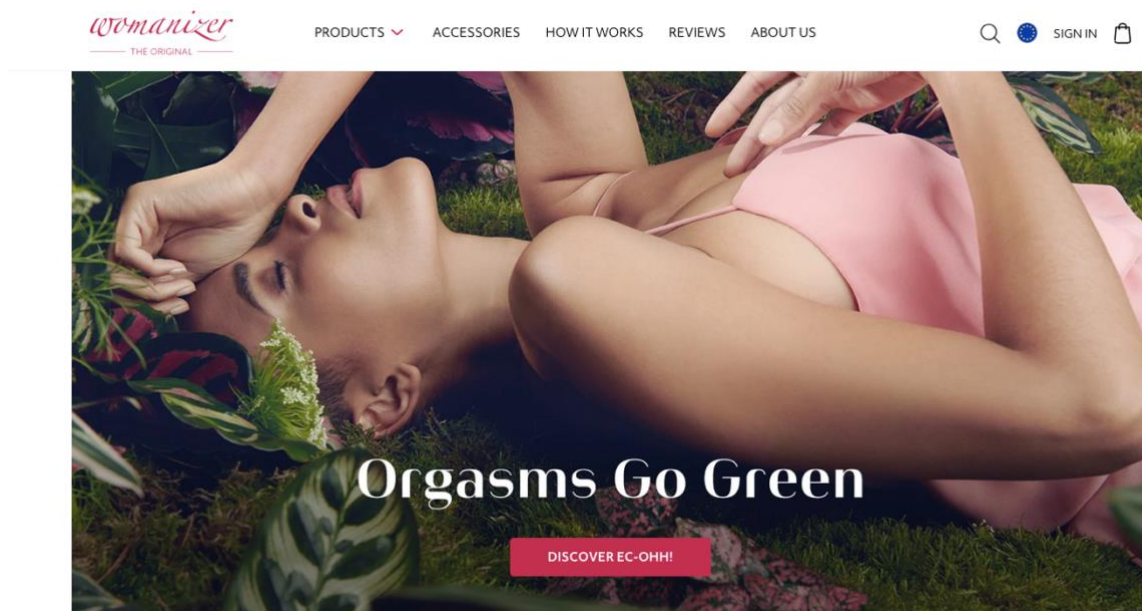 womanizer
THE ORIGINAL
PRODUCTS
ACCESSORIES
HOW IT WORKS
REVIEWS
ABOUT US
SIGN IN
Orgasms Go Green
DISCOVER EC-OHH!